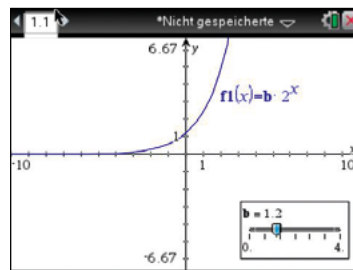 1.1 *Nicht gespeicherte
6.67 y
f1(x)=b·2^x
1
x
-10 1 10
b = 1.2
0. 4.
-6.67